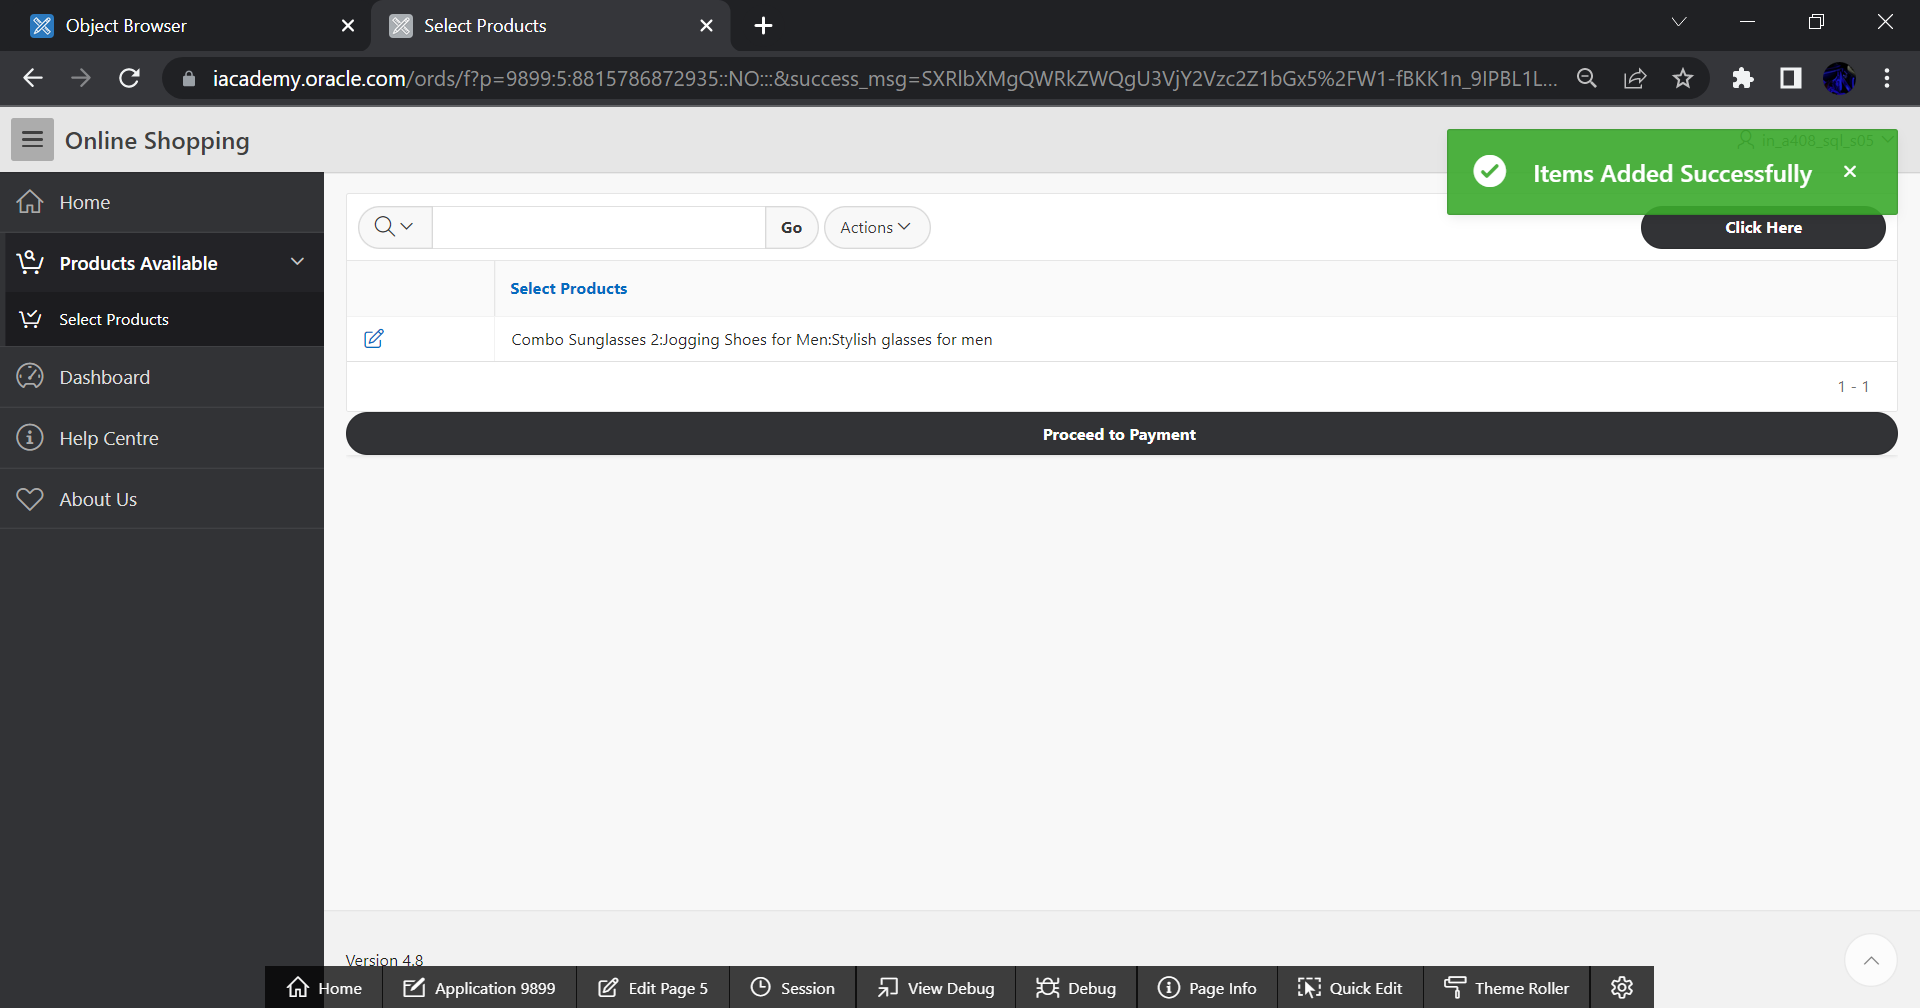 Object Browser
Select Products
iacademy.oracle.com/ords/f?p=9899:5:8815786872935::NO:::&success_msg=SXRlbXMgQWRkZWQgU3VjY2Vzc2Z1bGx5%2FW1-fBKK1n_9IPBL1L...
Online Shopping
in_a408_sql_s05
Items Added Successfully
Home
Products Available
Select Products
Dashboard
Help Centre
About Us
Go
Actions
Click Here
Select Products
Combo Sunglasses 2:Jogging Shoes for Men:Stylish glasses for men
1 - 1
Proceed to Payment
Version 4.8
Home
Application 9899
Edit Page 5
Session
View Debug
Debug
Page Info
Quick Edit
Theme Roller